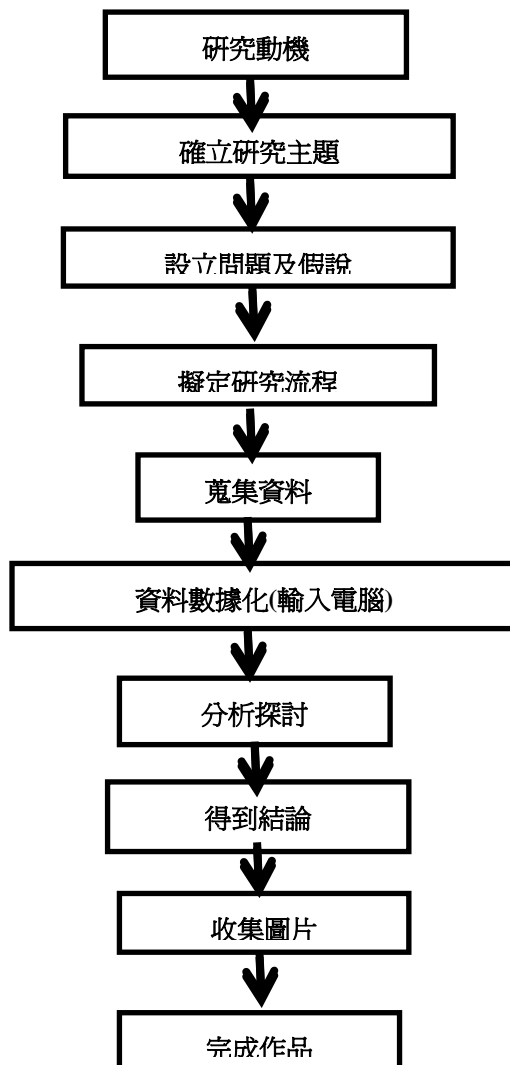 研究動機
確立研究主題
設立問題及假說
擬定研究流程
蒐集資料
資料數據化(輸入電腦)
分析探討
得到結論
收集圖片
完成作品